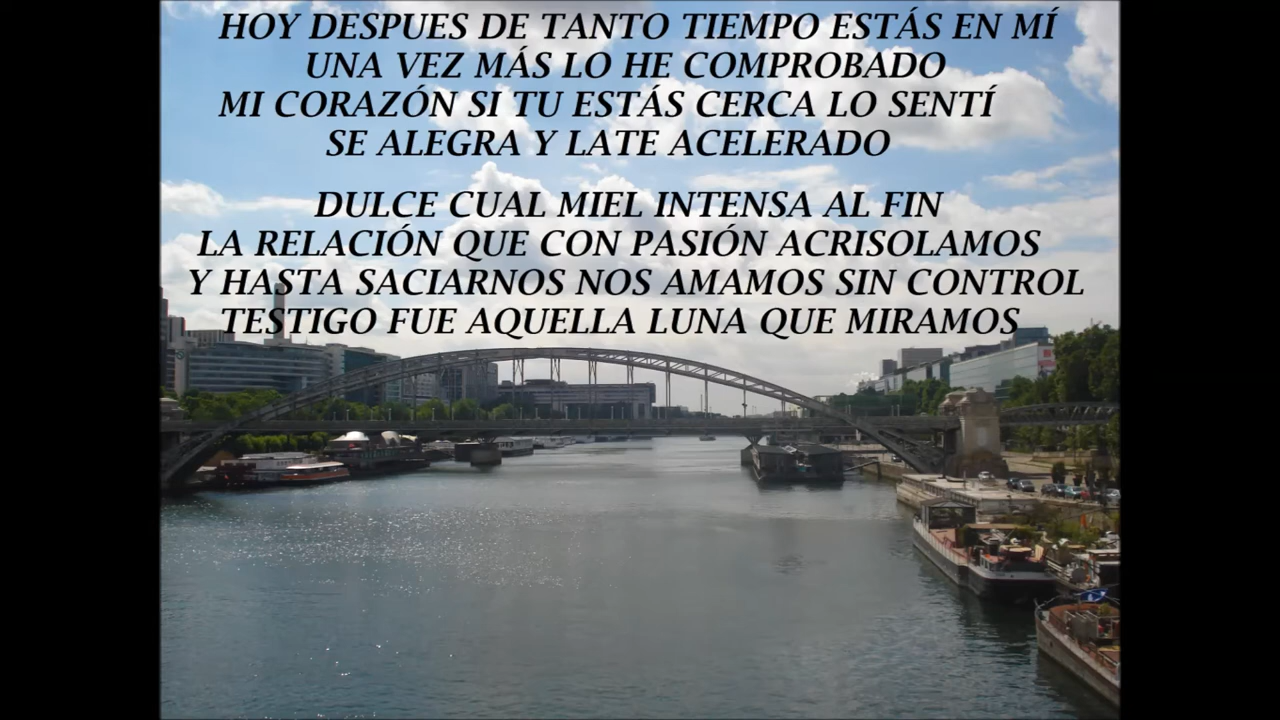 HOY DESPUES DE TANTO TIEMPO ESTÁS EN MÍ
UNA VEZ MÁS LO HE COMPROBADO
MI CORAZÓN SI TU ESTÁS CERCA LO SENTÍ
SE ALEGRA Y LATE ACELERADO
DULCE CUAL MIEL INTENSA AL FIN
LA RELACIÓN QUE CON PASIÓN ACRISOLAMOS
Y HASTA SACIARNOS NOS AMAMOS SIN CONTROL
TESTIGO FUE AQUELLA LUNA QUE MIRAMOS